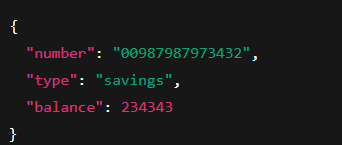 {
  "number": "00987987973432",
  "type": "savings",
  "balance": 234343
}